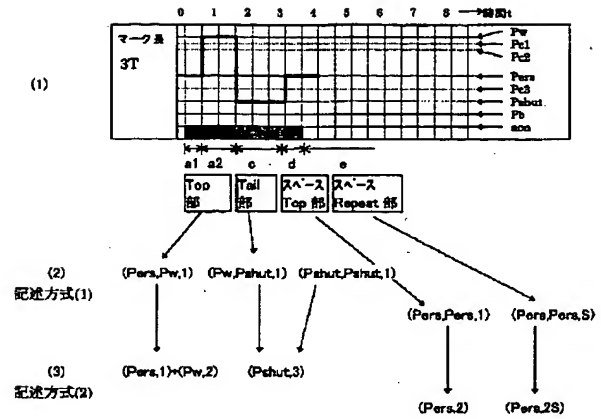 0 1 2 3 4 5 6 7 8 時間t
マーク長
3T
Pw
Pc1
Pc2
Pers
Pc3
Pshut
Pb
(1)
a1 a2 c d e
Top
部
Tail
部
スペース
Top 部
スペース
Repeat 部
(2)
記述方式(1)
(Pers,Pw,1) (Pw,Pshut,1) (Pshut,Pshut,1)
(Pers,Pers,1) (Pers,Pers,S)
(3)
記述方式(2)
(Pers,1)+(Pw,2) (Pshut,3)
(Pers,2) (Pers,2S)